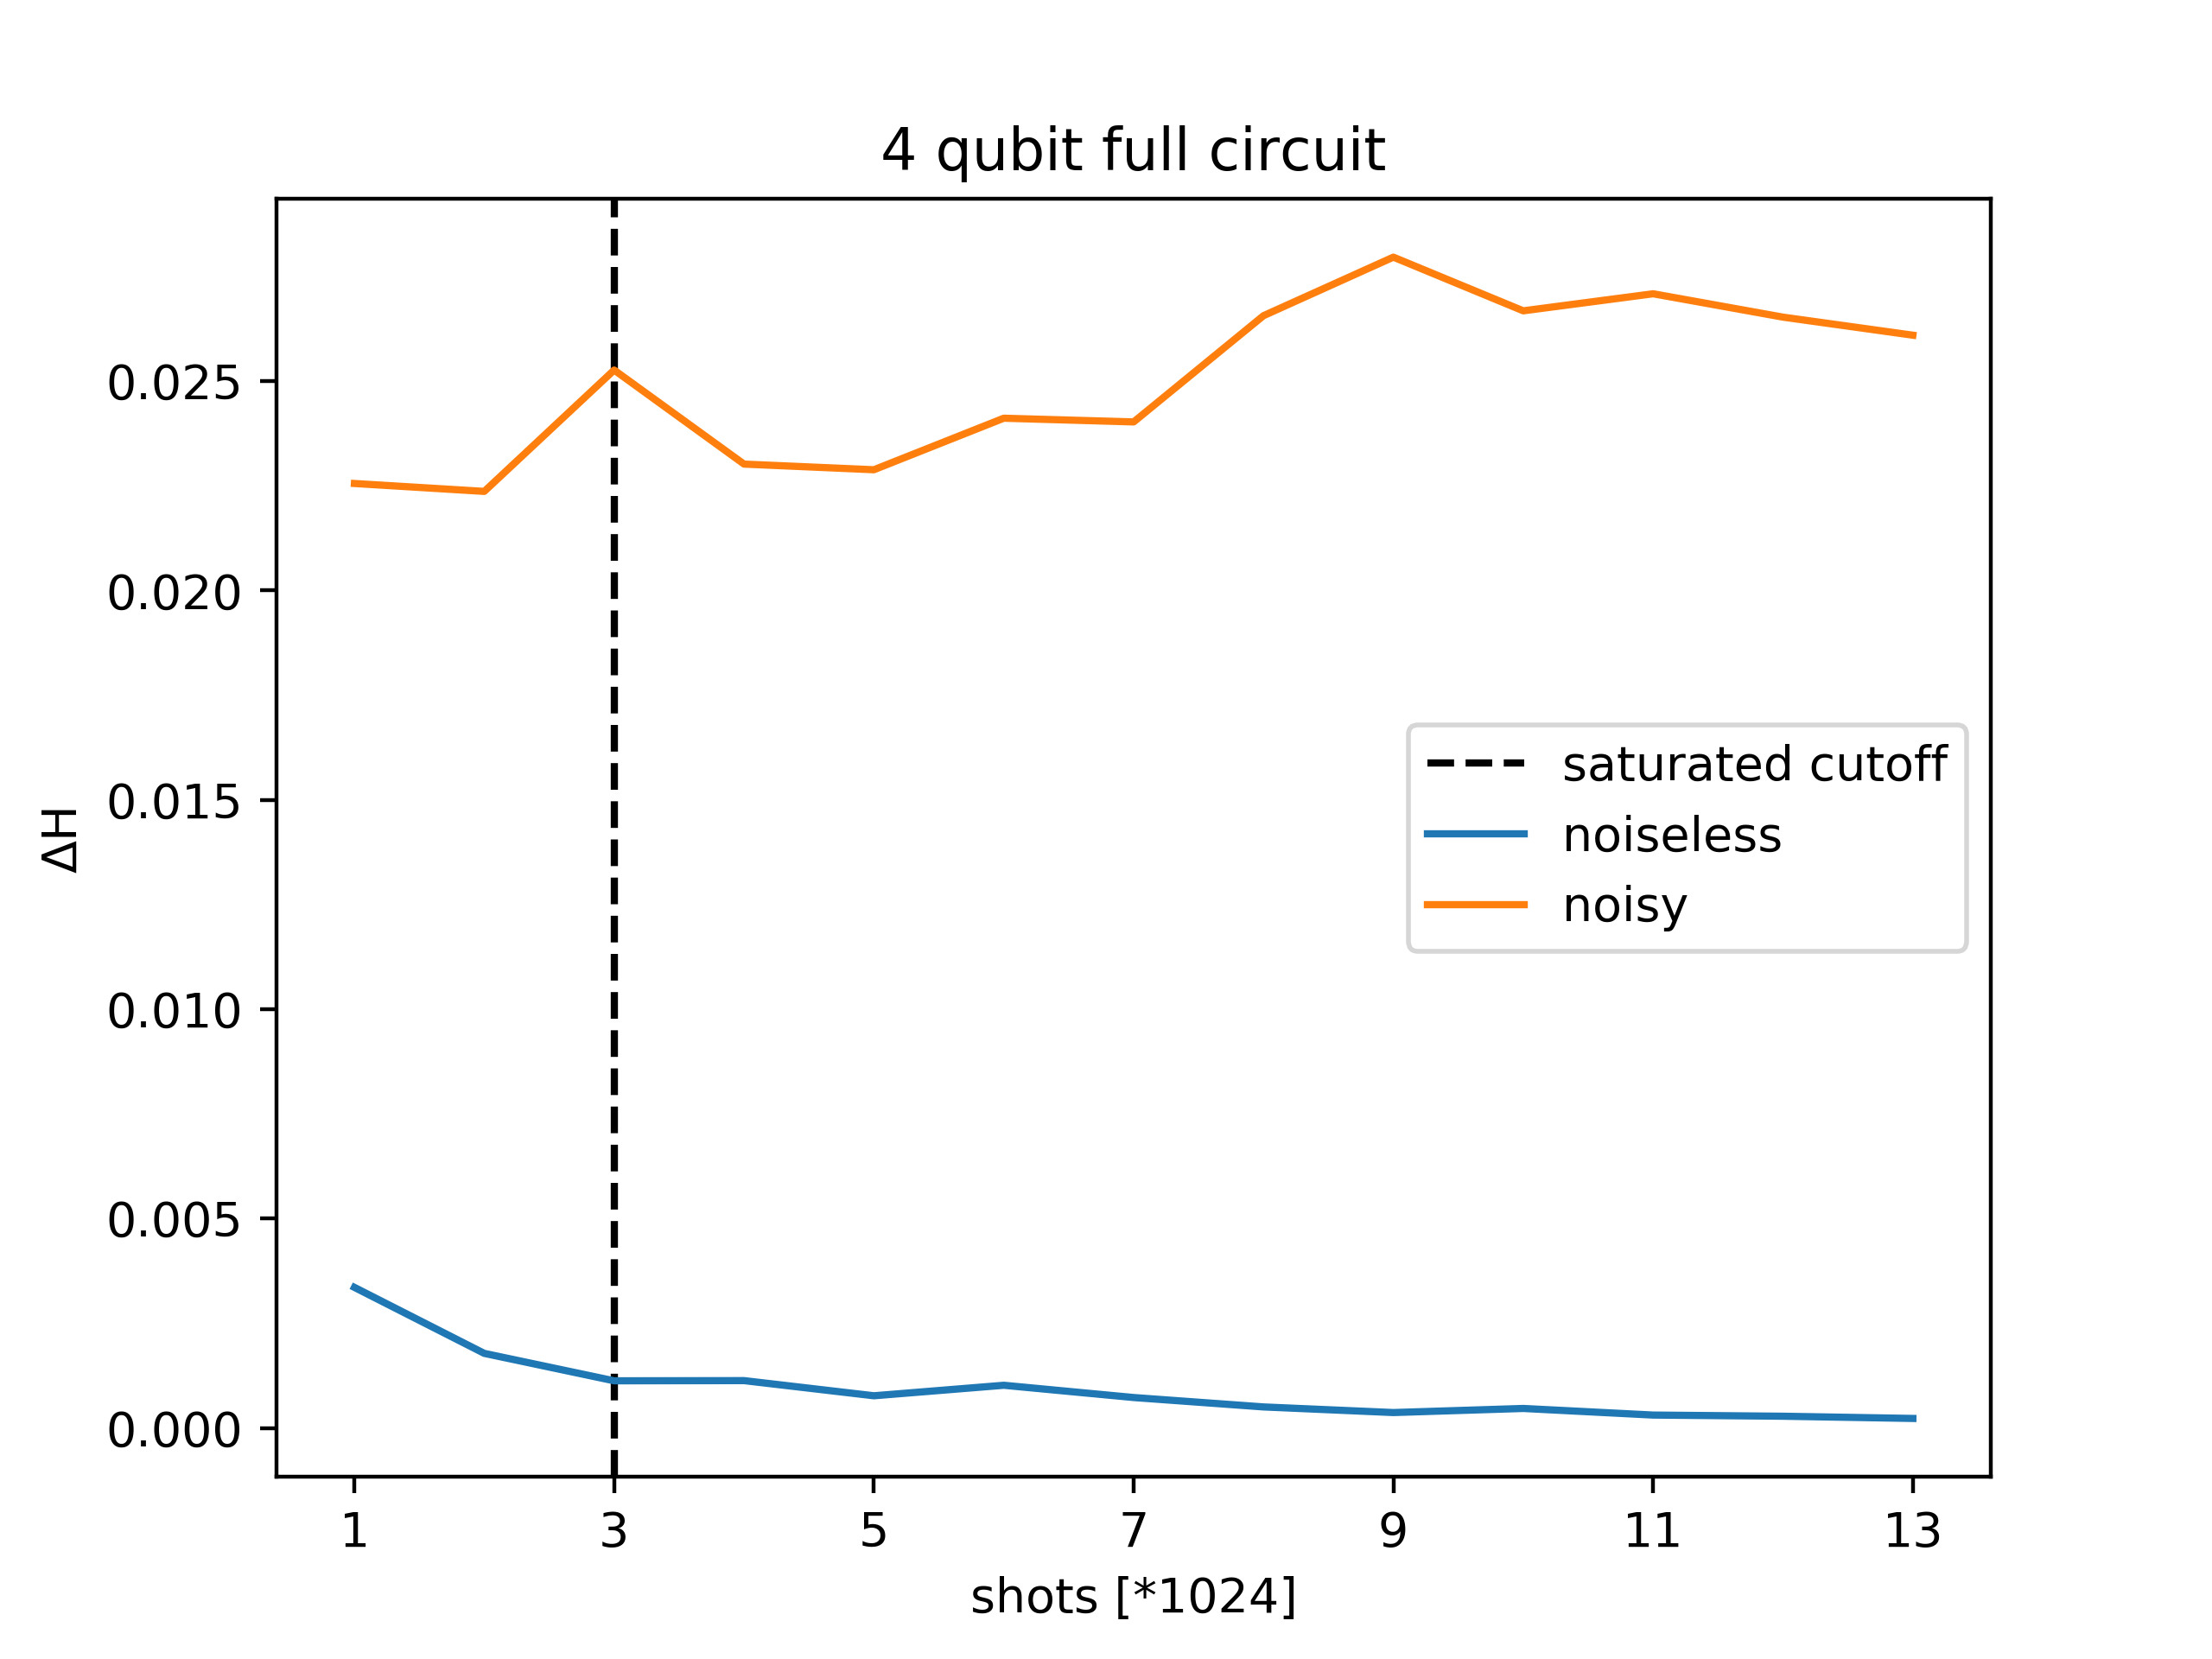 4 qubit full circuit
ΔH
0.025
0.020
0.015
0.010
0.005
0.000
saturated cutoff
noiseless
noisy
1 3 5 7 9 11 13
shots [*1024]